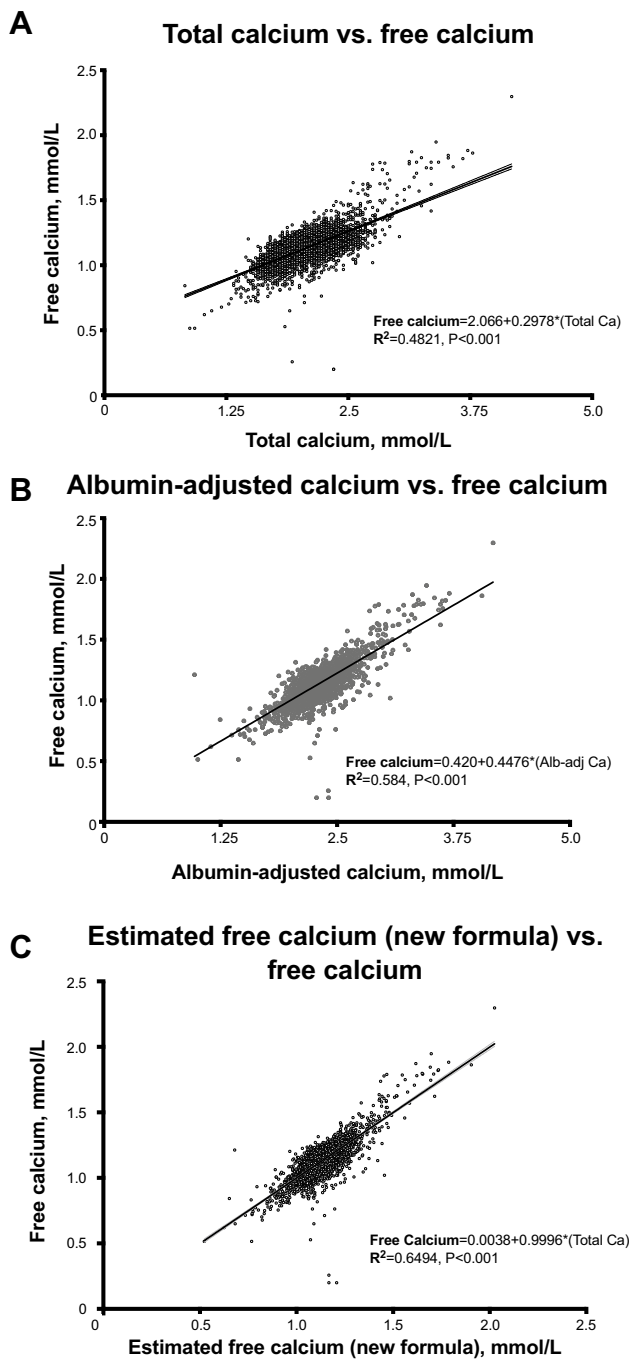 A
Total calcium vs. free calcium
2.5
2.0
1.5
1.0
0.5
0
Free calcium, mmol/L
Free calcium=2.066+0.2978*(Total Ca)
R²=0.4821, P<0.001
0 1.25 2.5 3.75 5.0
Total calcium, mmol/L
B
Albumin-adjusted calcium vs. free calcium
2.5
2.0
1.5
1.0
0.5
0
Free calcium, mmol/L
Free calcium=0.420+0.4476*(Alb-adj Ca)
R²=0.584, P<0.001
0 1.25 2.5 3.75 5.0
Albumin-adjusted calcium, mmol/L
C
Estimated free calcium (new formula) vs.
free calcium
2.5
2.0
1.5
1.0
0.5
0
Free calcium, mmol/L
Free Calcium=0.0038+0.9996*(Total Ca)
R²=0.6494, P<0.001
0 0.5 1.0 1.5 2.0 2.5
Estimated free calcium (new formula), mmol/L